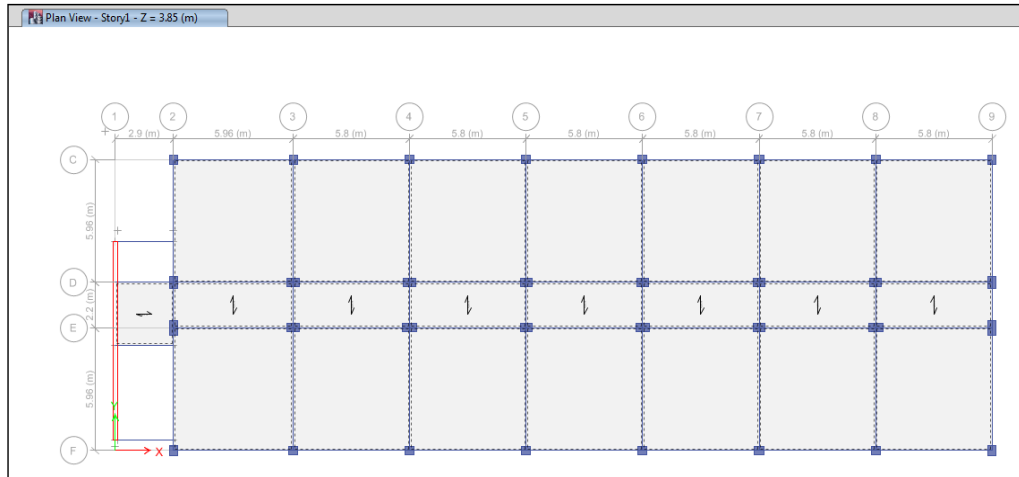 Plan View - Story1 - Z = 3.85 (m)
1 2 3 4 5 6 7 8 9
2.9 (m) 5.96 (m) 5.8 (m) 5.8 (m) 5.8 (m) 5.8 (m) 5.8 (m) 5.8 (m)
C
5.96 (m)
D
2.2 (m)
E
5.96 (m)
Y
F
X